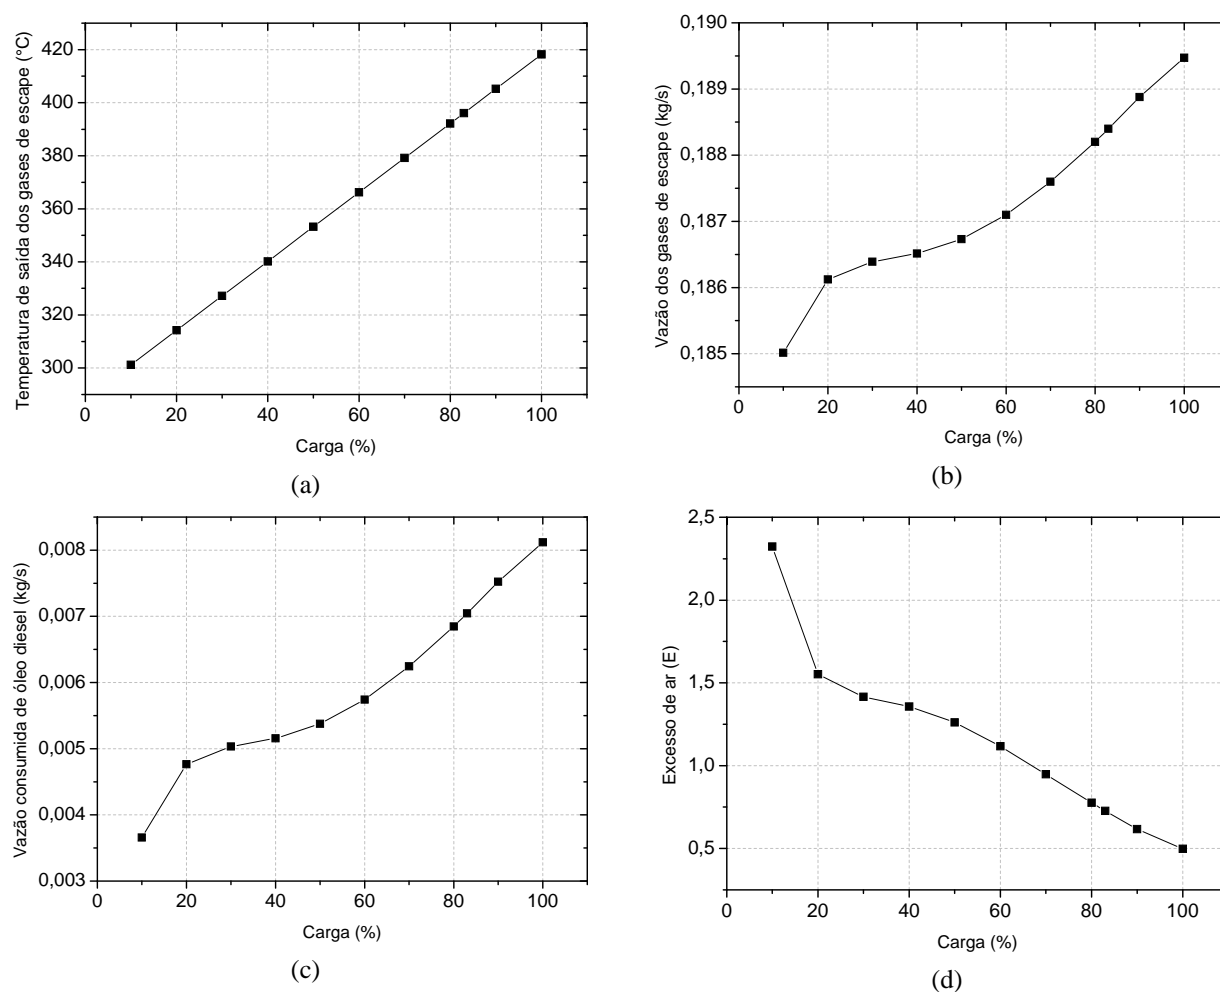 Temperatura de saída dos gases de escape (°C)
420
400
380
360
340
320
300
0 20 40 60 80 100
Carga (%)
(a)
Vazão dos gases de escape (kg/s)
0,190
0,189
0,188
0,187
0,186
0,185
0 20 40 60 80 100
Carga (%)
(b)
Vazão consumida de óleo diesel (kg/s)
0,008
0,007
0,006
0,005
0,004
0,003
0 20 40 60 80 100
Carga (%)
(c)
Excesso de ar (E)
2,5
2,0
1,5
1,0
0,5
0 20 40 60 80 100
Carga (%)
(d)